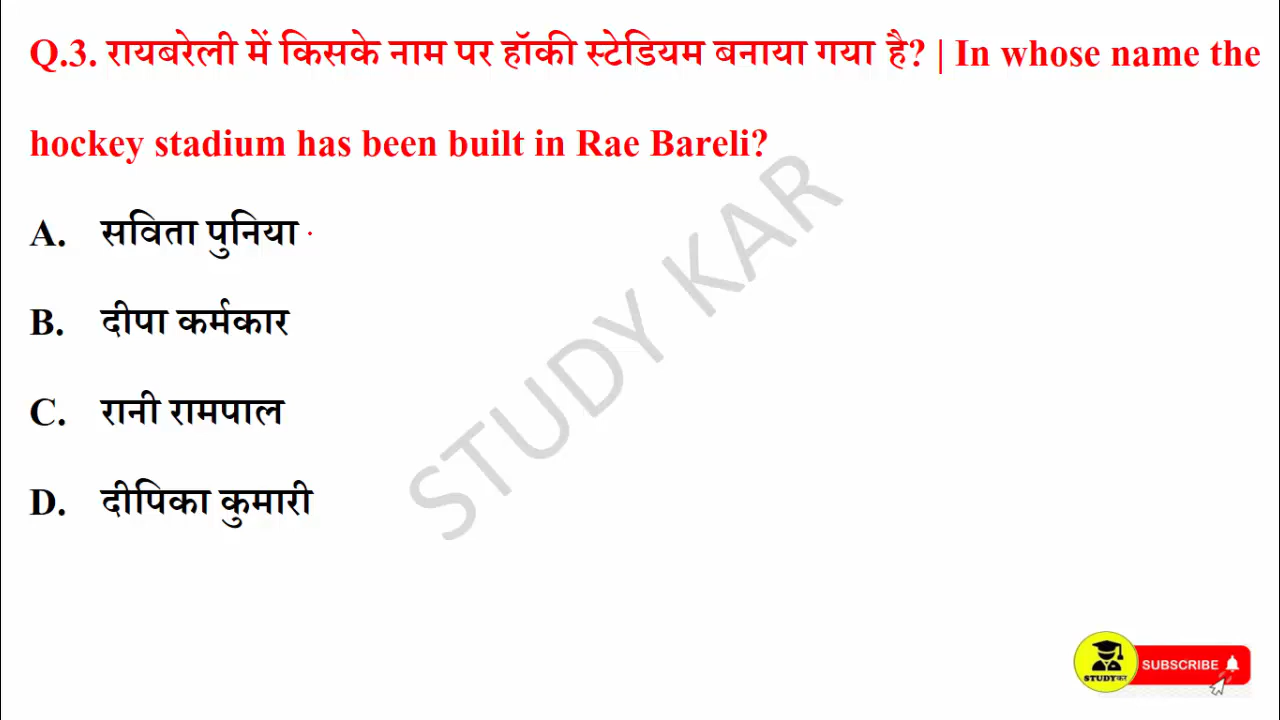 Q.3. रायबरेली में किसके नाम पर हॉकी स्टेडियम बनाया गया है? | In whose name the
hockey stadium has been built in Rae Bareli?
A. सविता पुनिया
B. दीपा कर्मकार
C. रानी रामपाल
D. दीपिका कुमारी
STUDY KAR
STUDYकर
SUBSCRIBE